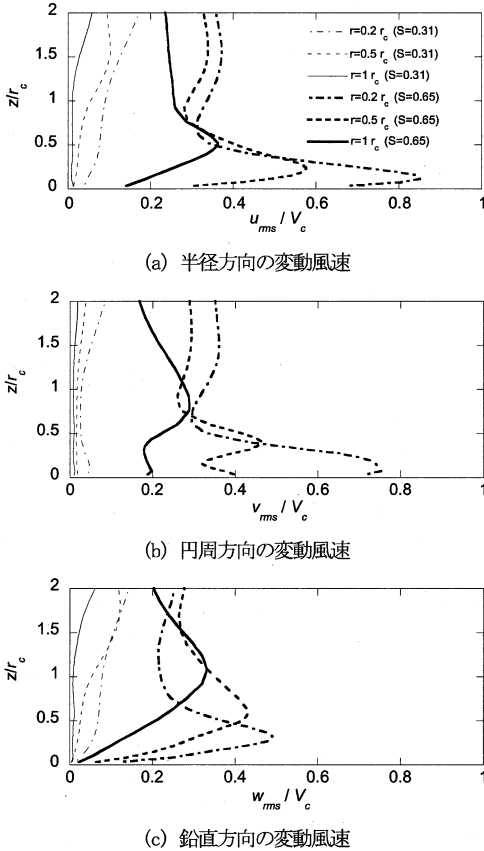 2
1.5
1
0.5
0
z/r_c
r=0.2 r_c (S=0.31)
r=0.5 r_c (S=0.31)
r=1 r_c (S=0.31)
r=0.2 r_c (S=0.65)
r=0.5 r_c (S=0.65)
r=1 r_c (S=0.65)
0 0.2 0.4 0.6 0.8 1
u_rms / V_c
(a) 半径方向の変動風速
2
1.5
1
0.5
0
z/r_c
0 0.2 0.4 0.6 0.8 1
v_rms / V_c
(b) 円周方向の変動風速
2
1.5
1
0.5
0
z/r_c
0 0.2 0.4 0.6 0.8 1
w_rms / V_c
(c) 鉛直方向の変動風速